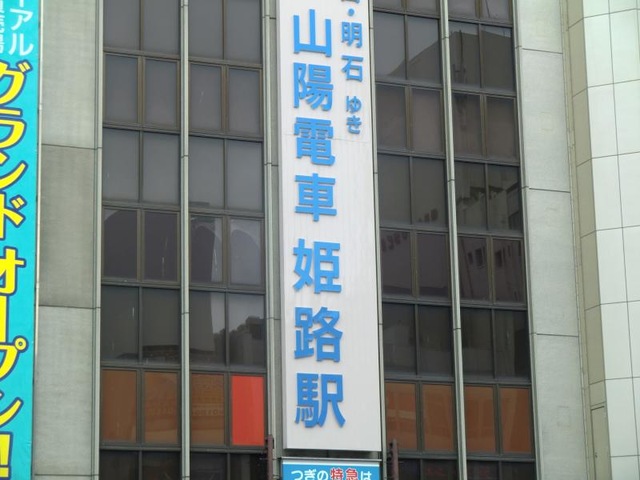 ・明石 ゆき
山陽電車 姫路駅
グランドオープン!
つぎの特急は